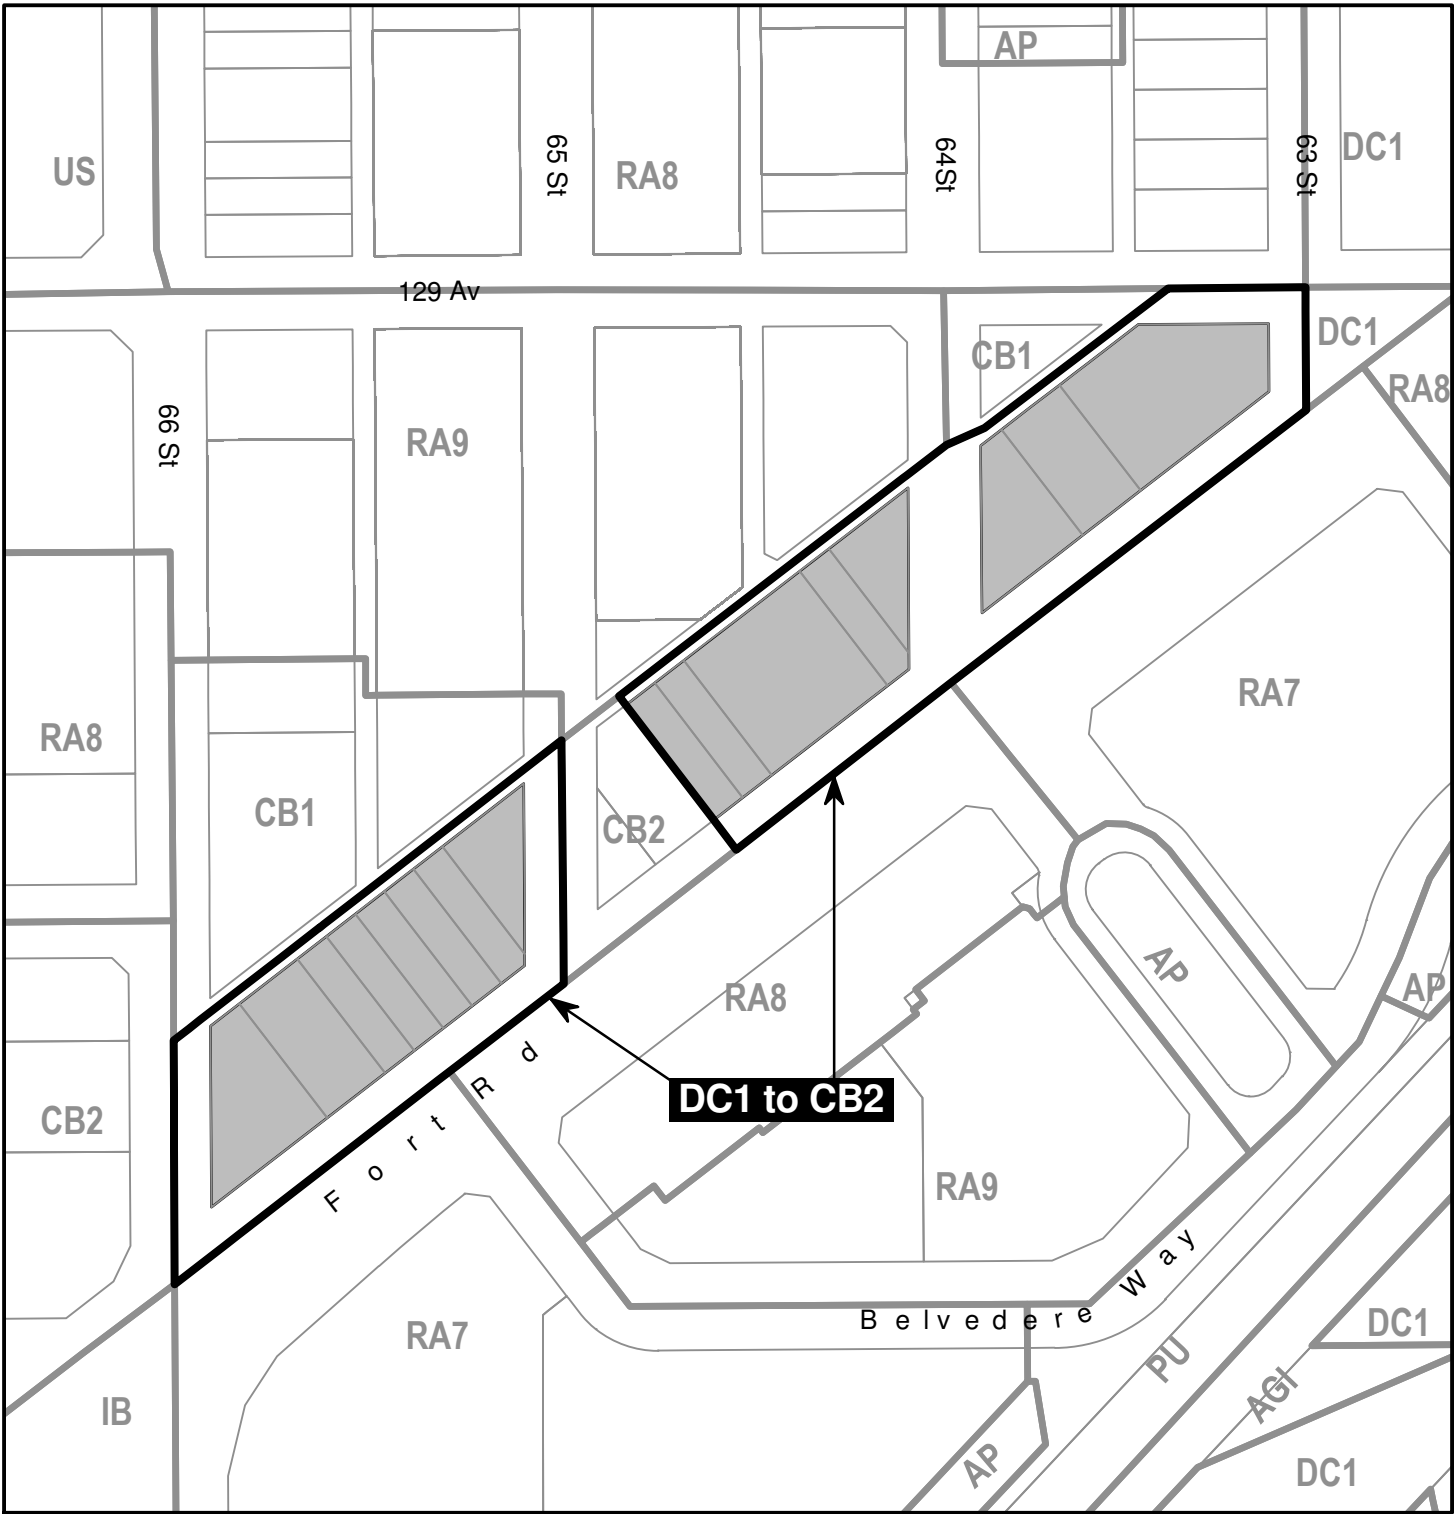 AP
65 St
64St
63 St
DC1
US
RA8
129 Av
CB1
DC1
RA8
66 St
RA9
RA7
RA8
CB1
CB2
AP
AP
RA8
Fort Rd
DC1 to CB2
CB2
RA9
Belvedere Way
RA7
DC1
PU
AGI
IB
AP
DC1